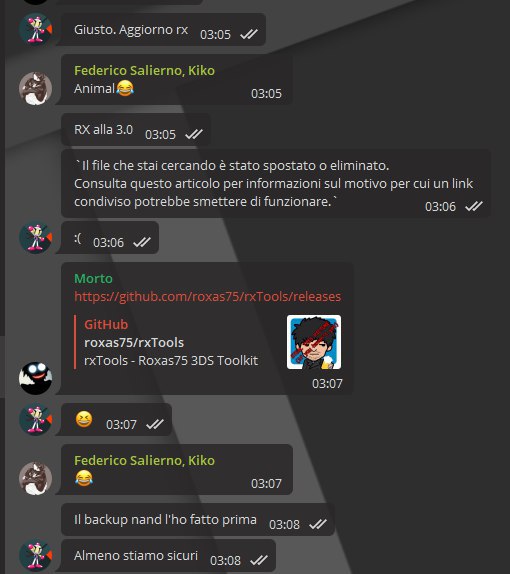 Giusto. Aggiorno rx 03:05
Federico Salierno, Kiko
Animal😂 03:05
RX alla 3.0 03:05
`Il file che stai cercando è stato spostato o eliminato.
Consulta questo articolo per informazioni sul motivo per cui un link
condiviso potrebbe smettere di funzionare.` 03:06
:( 03:06
Morto
https://github.com/roxas75/rxTools/releases
GitHub
roxas75/rxTools
rxTools - Roxas75 3DS Toolkit
03:07
😆 03:07
Federico Salierno, Kiko
😂 03:07
Il backup nand l'ho fatto prima 03:08
Almeno stiamo sicuri 03:08